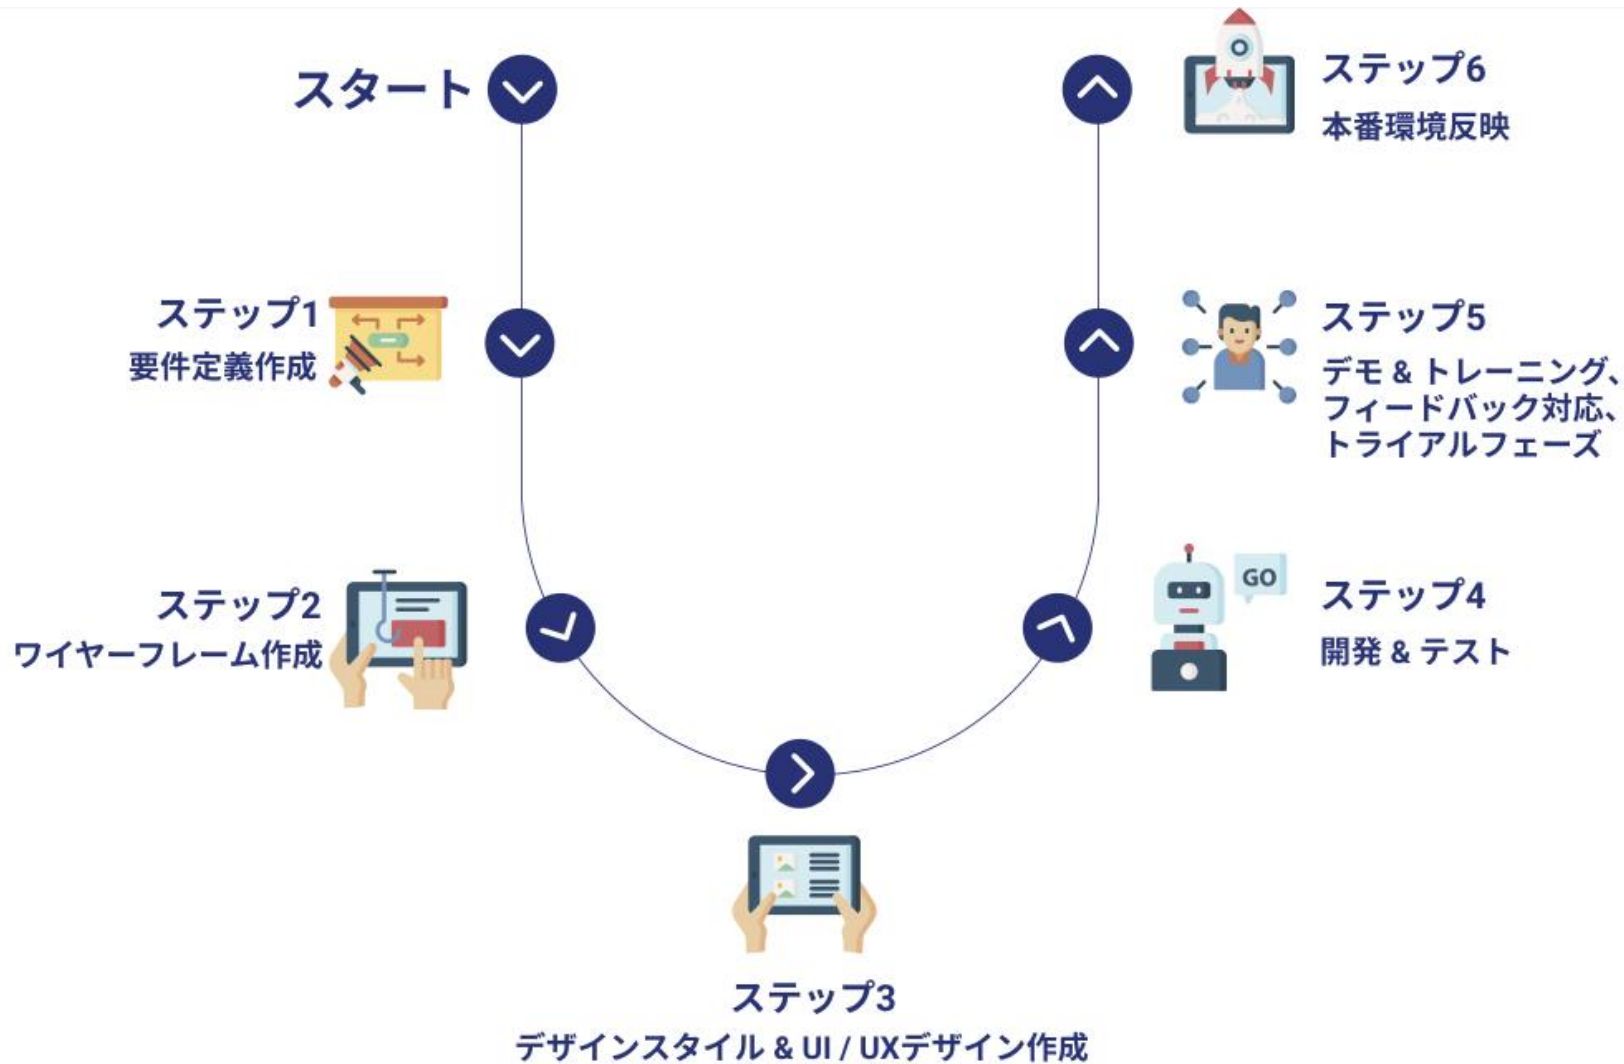 スタート
ステップ1
要件定義作成
ステップ2
ワイヤーフレーム作成
ステップ3
デザインスタイル & UI / UXデザイン作成
ステップ4
開発 & テスト
GO
ステップ5
デモ & トレーニング、
フィードバック対応、
トライアルフェーズ
ステップ6
本番環境反映